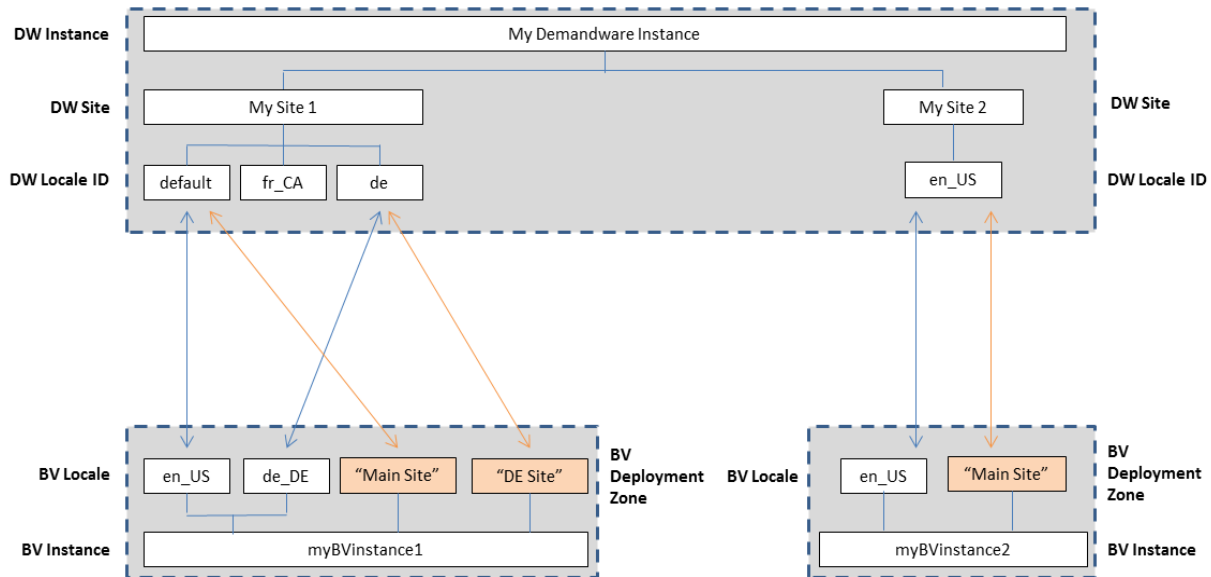 DW Instance
My Demandware Instance
DW Site
My Site 1
My Site 2
DW Site
DW Locale ID
default
fr_CA
de
en_US
DW Locale ID
BV Locale
en_US
de_DE
“Main Site”
“DE Site”
BV
Deployment
Zone
BV Instance
myBVinstance1
BV Locale
en_US
“Main Site”
BV
Deployment
Zone
myBVinstance2
BV Instance